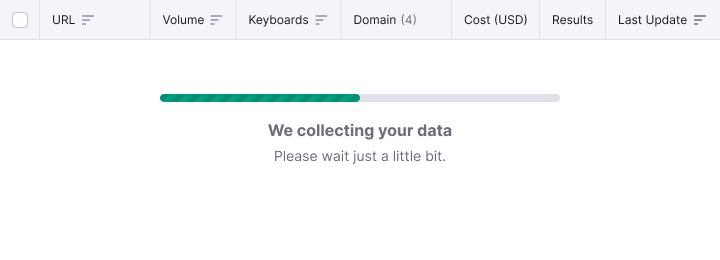 URL Volume Keyboards Domain (4) Cost (USD) Results Last Update
We collecting your data
Please wait just a little bit.